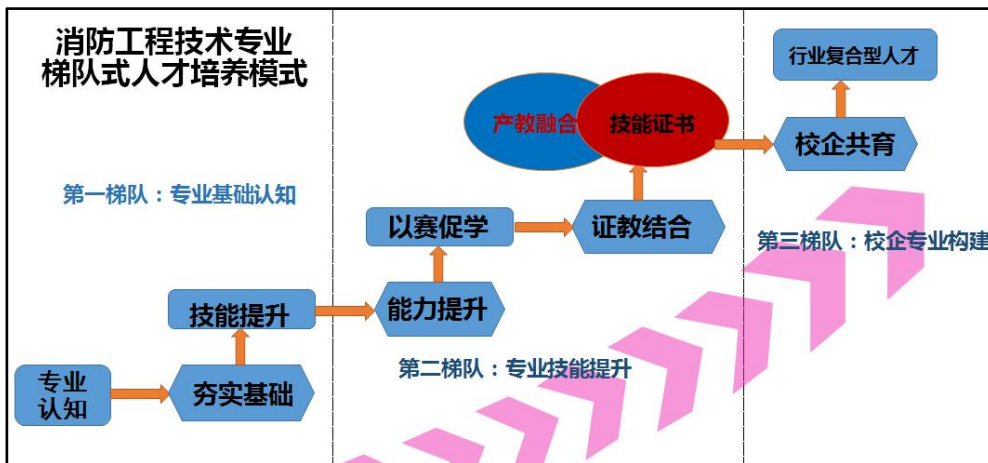 消防工程技术专业
梯队式人才培养模式
第一梯队：专业基础认知
专业
认知
夯实基础
技能提升
能力提升
以赛促学
证教结合
产教融合
技能证书
第二梯队：专业技能提升
校企共育
行业复合型人才
第三梯队：校企专业构建